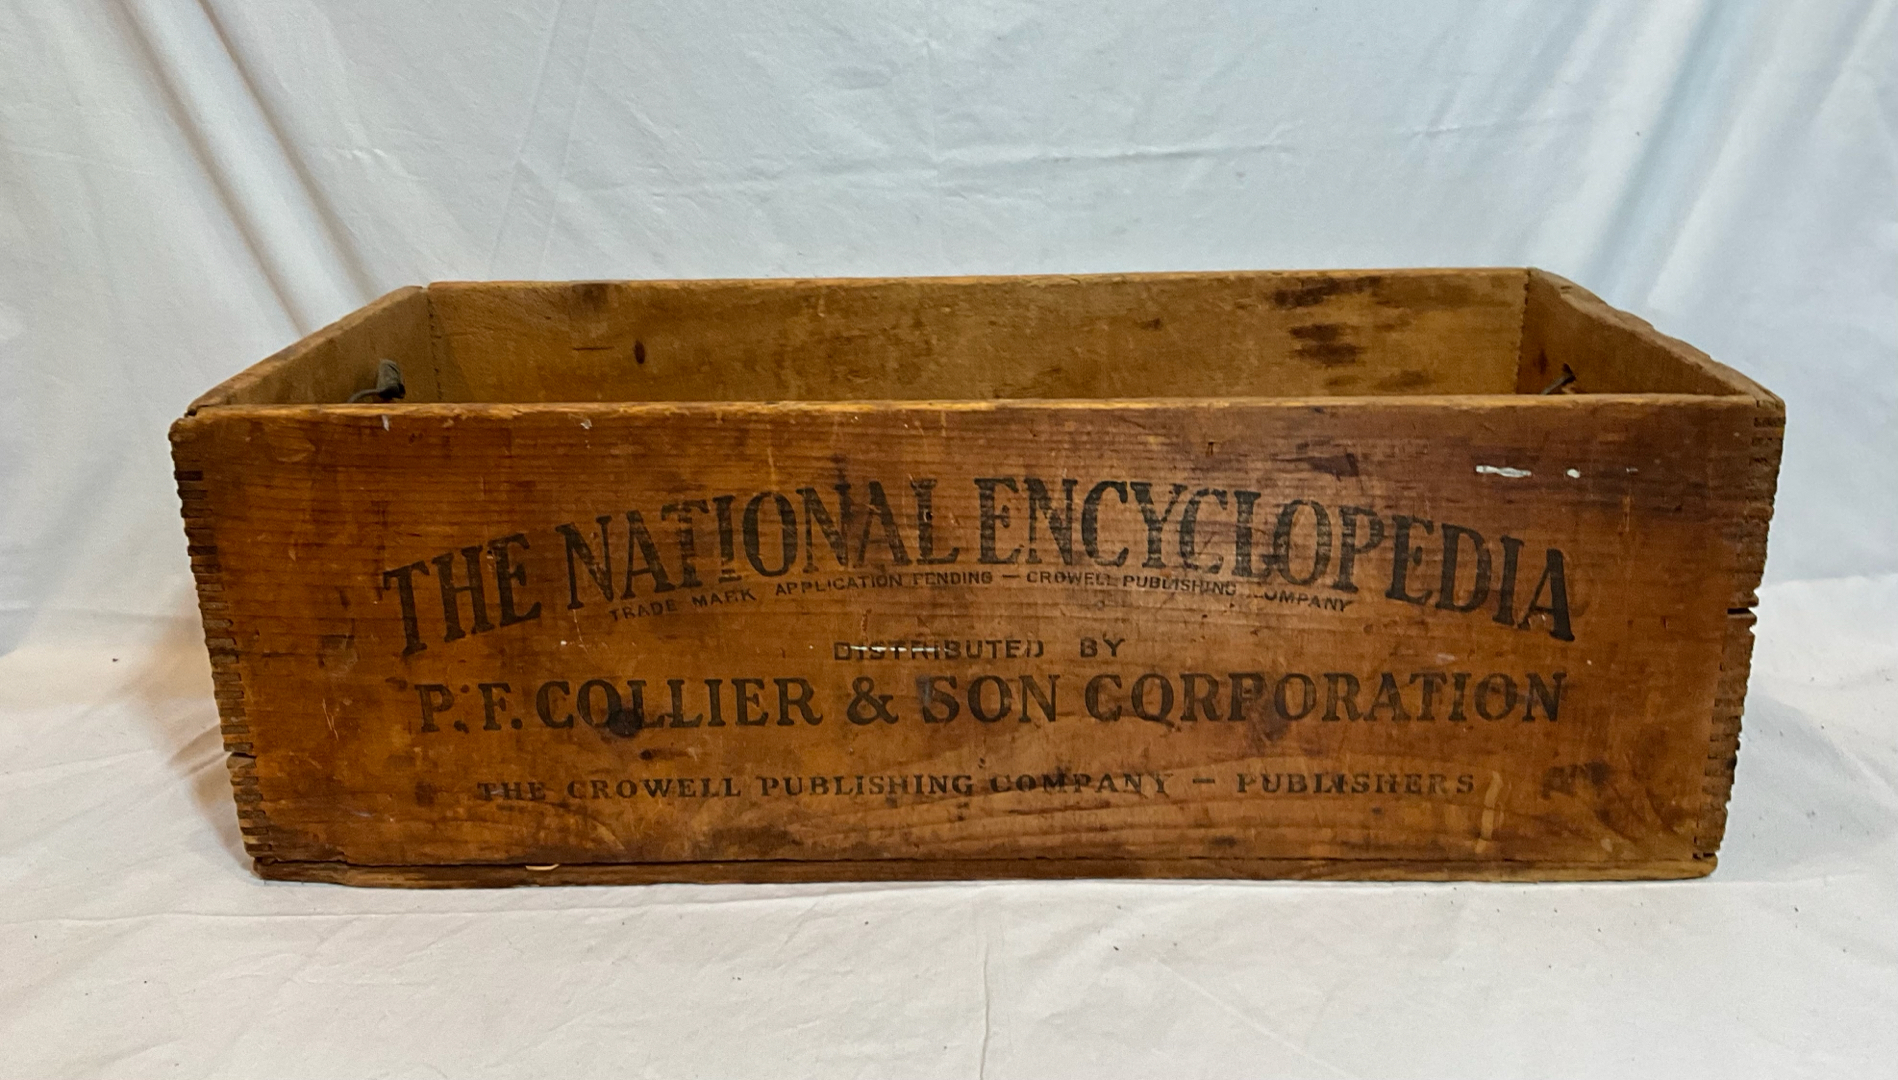 THE NATIONAL ENCYCLOPEDIA
TRADE MARK APPLICATION PENDING — CROWELL PUBLISHING COMPANY
DISTRIBUTED BY
P. F. COLLIER & SON CORPORATION
THE CROWELL PUBLISHING COMPANY — PUBLISHERS